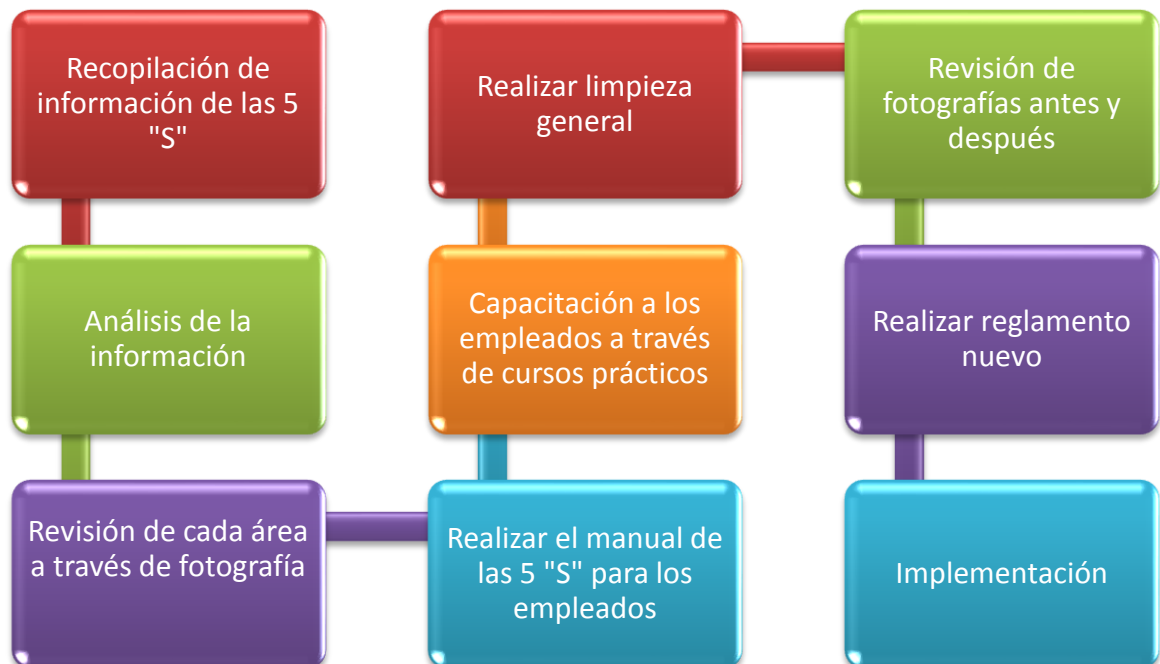 Recopilación de
información de las 5
"S"
Análisis de la
información
Revisión de cada área
a través de fotografía
Realizar el manual de
las 5 "S" para los
empleados
Capacitación a los
empleados a través
de cursos prácticos
Realizar limpieza
general
Revisión de
fotografías antes y
después
Realizar reglamento
nuevo
Implementación